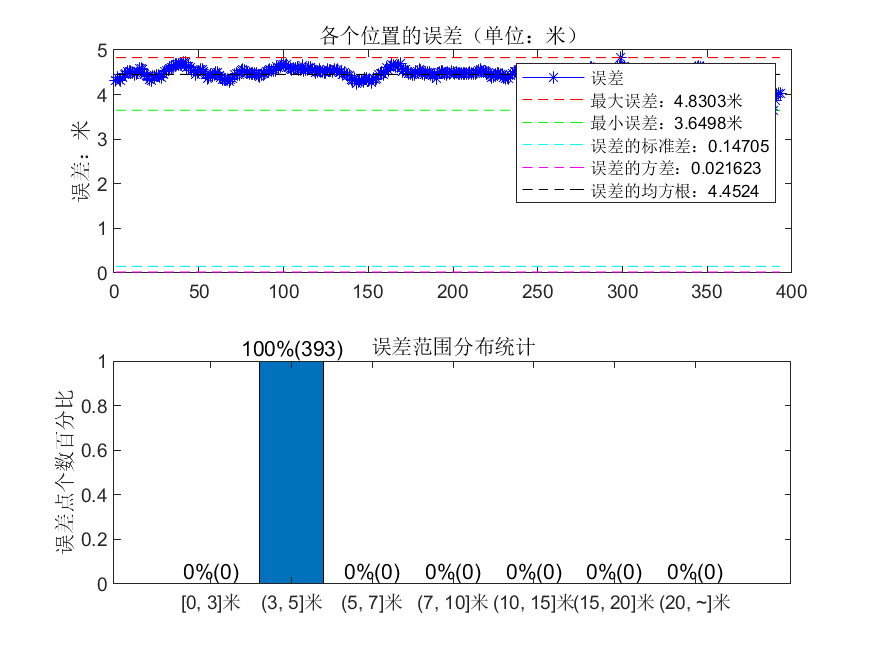 各个位置的误差（单位：米）
误差：米
5
4
3
2
1
0
0 50 100 150 200 250 300 350 400
误差
最大误差：4.8303米
最小误差：3.6498米
误差的标准差：0.14705
误差的方差：0.021623
误差的均方根：4.4524
误差范围分布统计
误差点个数百分比
1
0.8
0.6
0.4
0.2
0
100%(393)
0%(0) 0%(0) 0%(0) 0%(0) 0%(0) 0%(0)
[0, 3]米 (3, 5]米 (5, 7]米 (7, 10]米 (10, 15]米 (15, 20]米 (20, ~]米